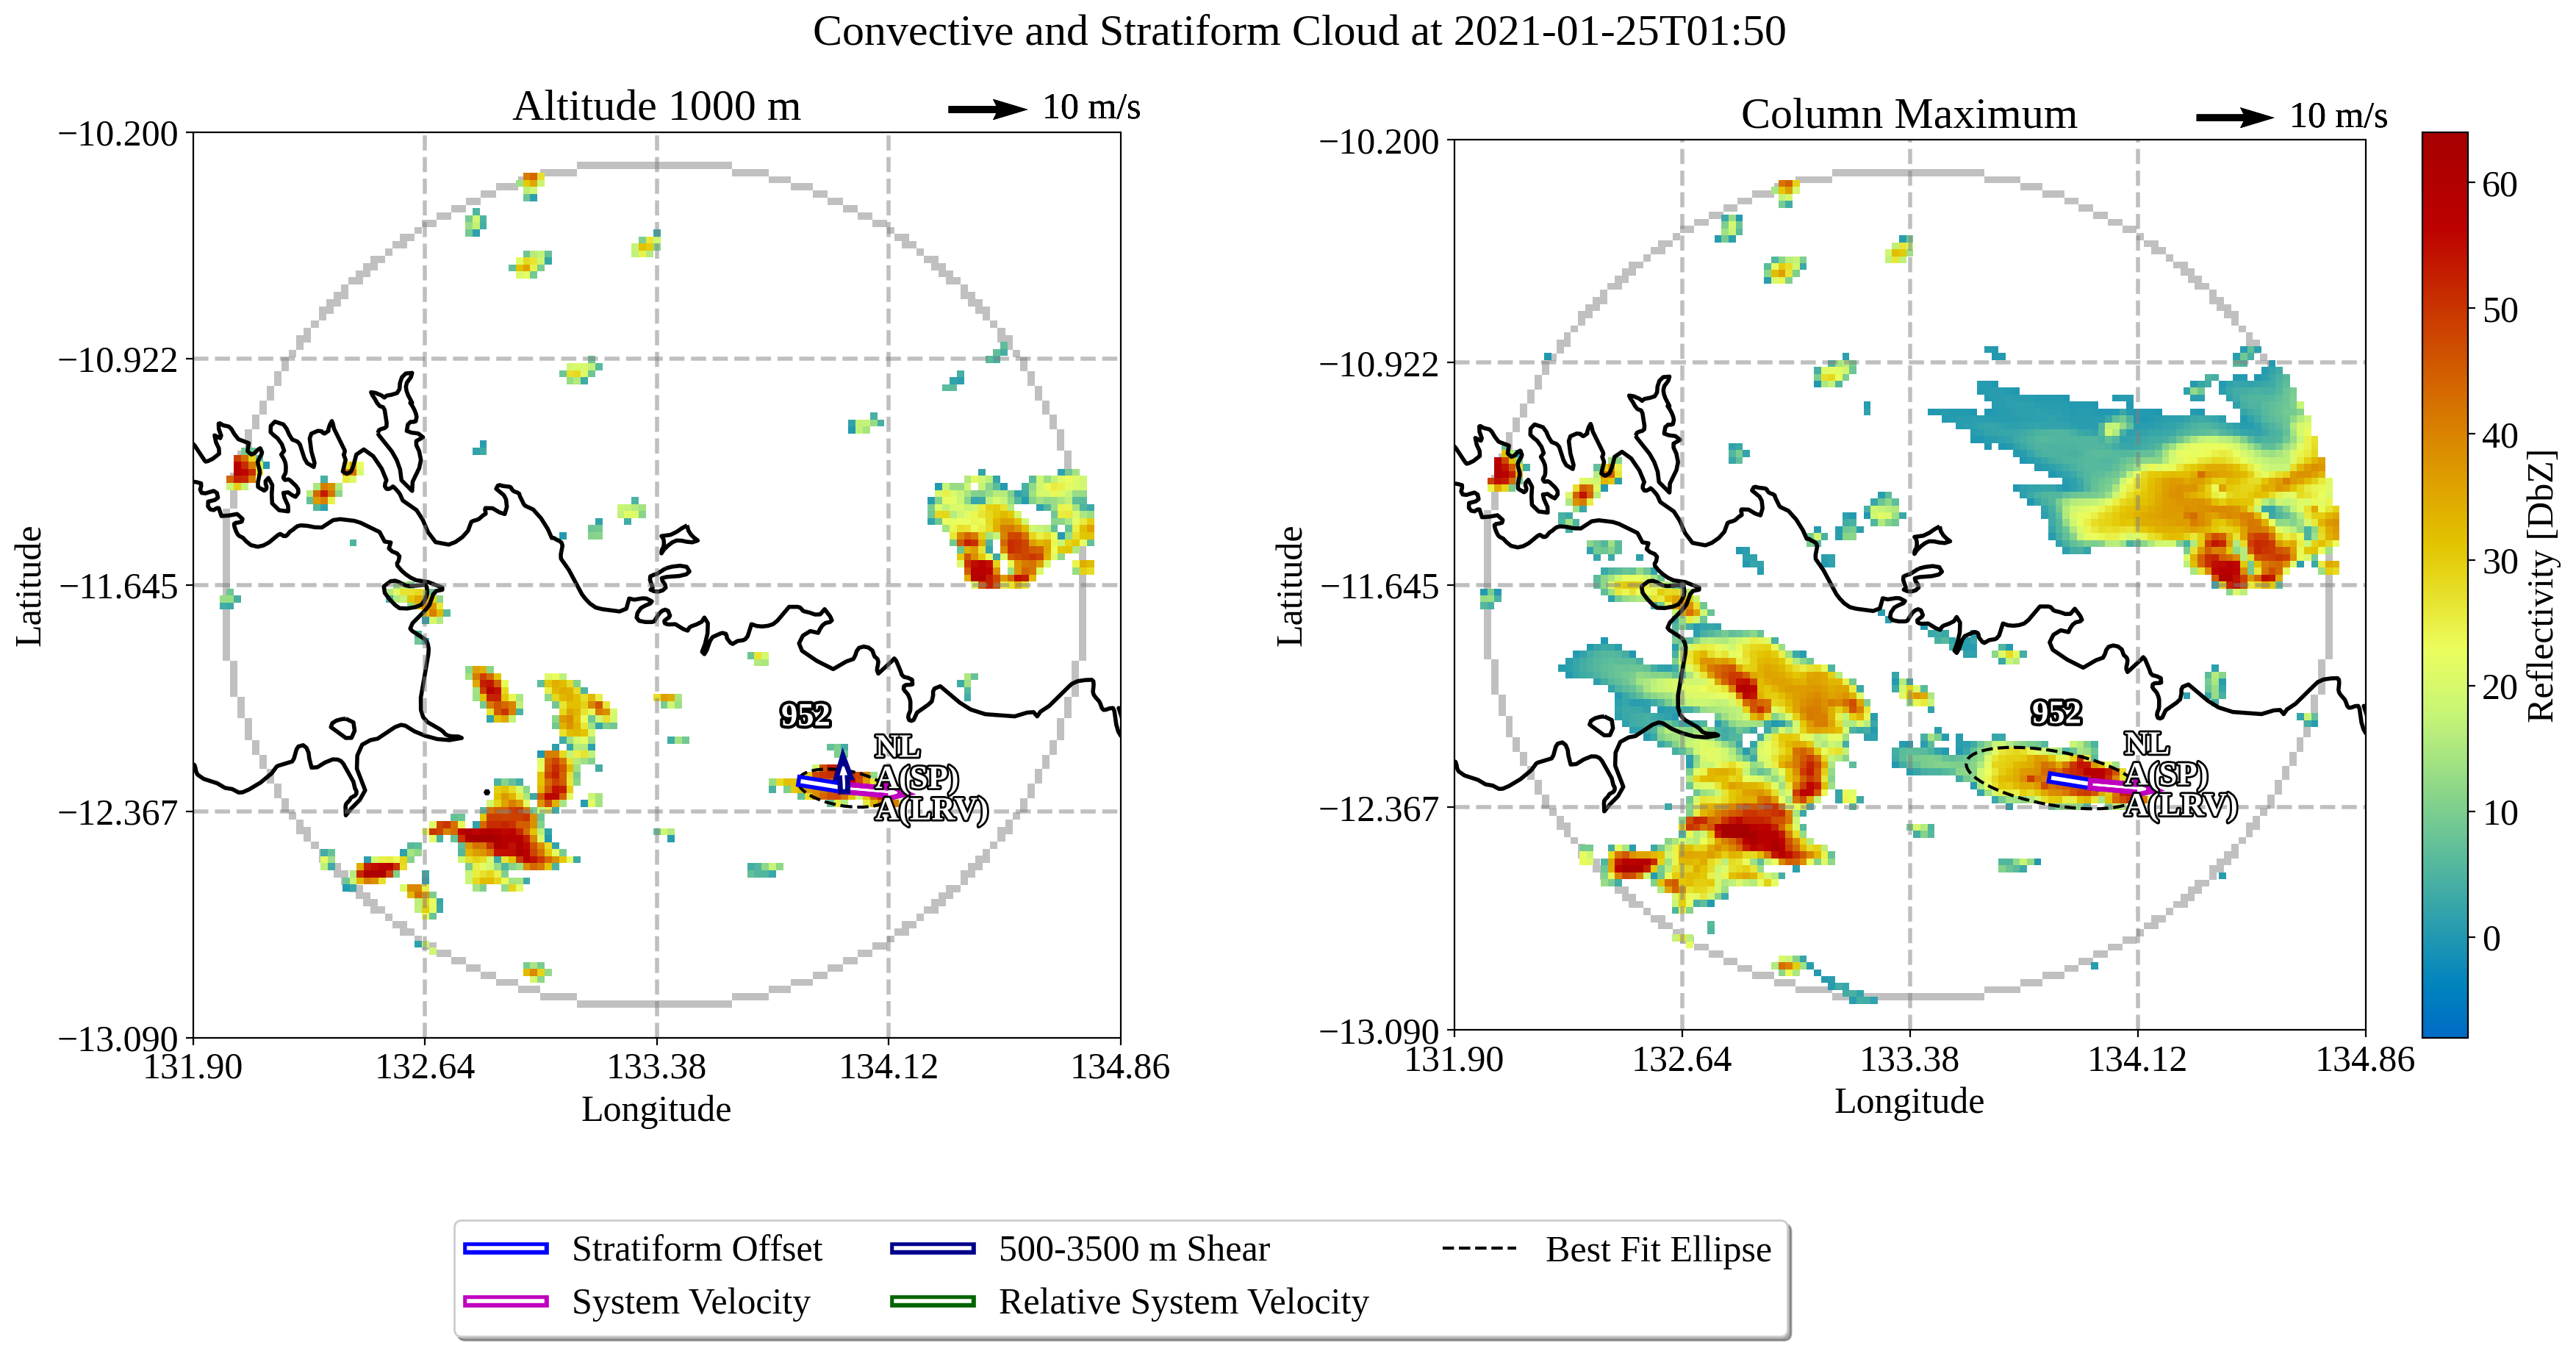 Convective and Stratiform Cloud at 2021-01-25T01:50
Altitude 1000 m
10 m/s
−10.200
−10.922
−11.645
−12.367
−13.090
Latitude
131.90
132.64
133.38
134.12
134.86
Longitude
952
NL
A(SP)
A(LRV)
Column Maximum
10 m/s
−10.200
−10.922
−11.645
−12.367
−13.090
Latitude
131.90
132.64
133.38
134.12
134.86
Longitude
952
NL
A(SP)
A(LRV)
60
50
40
30
20
10
0
Reflectivity [DbZ]
Stratiform Offset
System Velocity
500-3500 m Shear
Relative System Velocity
Best Fit Ellipse